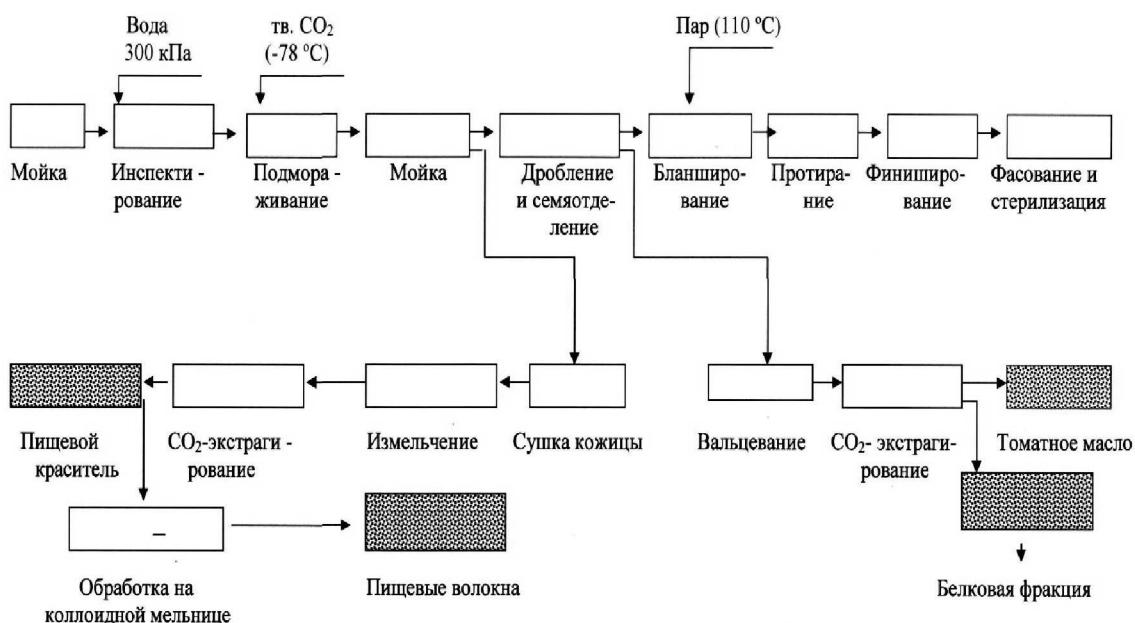 Вода
300 кПа
тв. CO₂
(-78 ºС)
Пар (110 ºС)
Мойка
Инспекти -
рование
Подмора -
живание
Мойка
Дробление
и семяотде-
ление
Бланширо-
вание
Протира-
ние
Финиширо-
вание
Фасование и
стерилизация
Пищевой
краситель
CO₂-экстраги -
рование
Измельчение
Сушка кожицы
Вальцевание
CO₂- экстраги-
рование
Томатное масло
Обработка на
коллоидной мельнице
Пищевые волокна
Белковая фракция